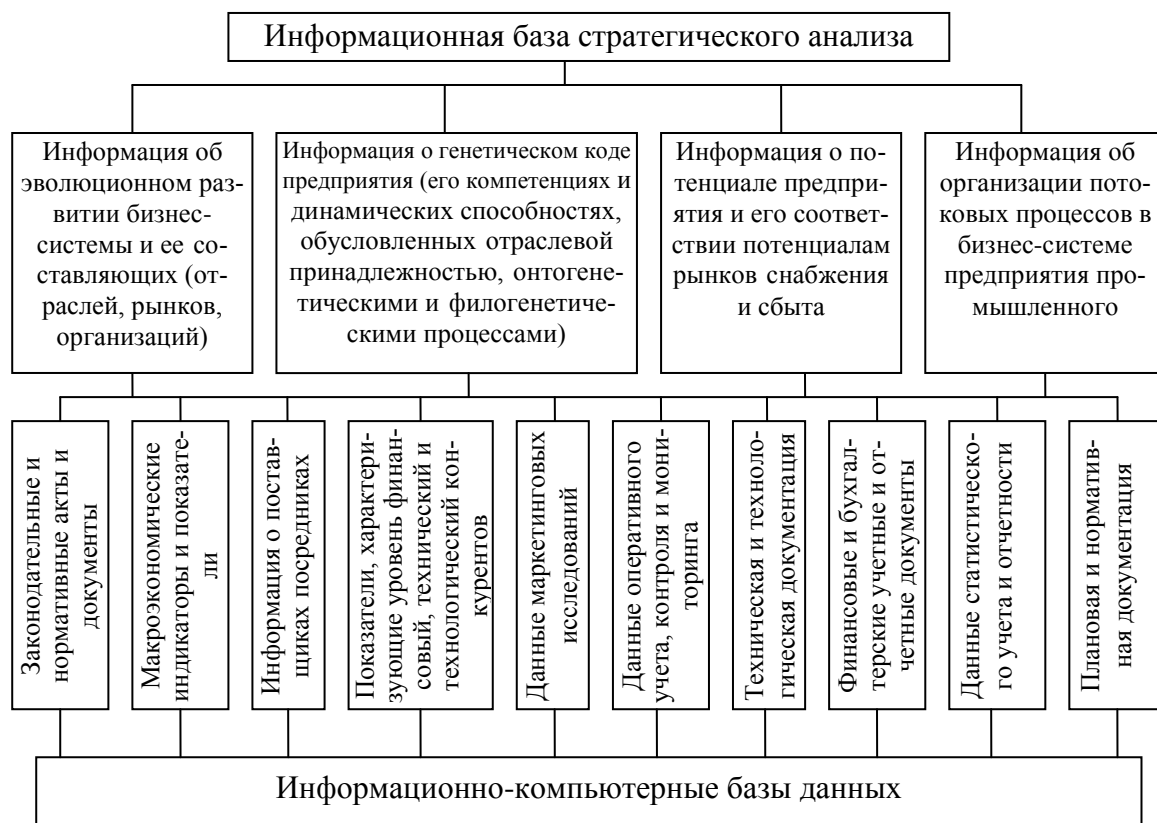 Информационная база стратегического анализа
Информация об
эволюционном раз-
витии бизнес-
системы и ее со-
ставляющих (от-
раслей, рынков,
организаций)
Информация о генетическом коде
предприятия (его компетенциях и
динамических способностях,
обусловленных отраслевой
принадлежностью, онтогене-
тическими и филогенетиче-
скими процессами)
Информация о по-
тенциале предпри-
ятия и его соответ-
ствии потенциалам
рынков снабжения
и сбыта
Информация об
организации пото-
ковых процессов в
бизнес-системе
предприятия про-
мышленного
Законодательные и
нормативные акты и
документы
Макроэкономические
индикаторы и показате-
ли
Информация о постав-
щиках посредниках
Показатели, характери-
зующие уровень финан-
совый, технический и
технологический кон-
курентов
Данные маркетинговых
исследований
Данные оперативного
учета, контроля и мони-
торинга
Техническая и техноло-
гическая документация
Финансовые и бухгал-
терские учетные и от-
четные документы
Данные статистическо-
го учета и отчетности
Плановая и норматив-
ная документация
Информационно-компьютерные базы данных